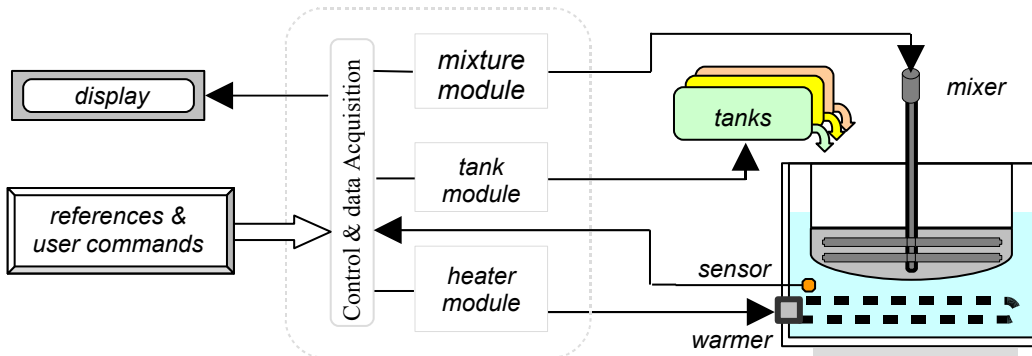 display
references &
user commands
Control & data Acquisition
mixture
module
tank
module
heater
module
tanks
mixer
sensor
warmer